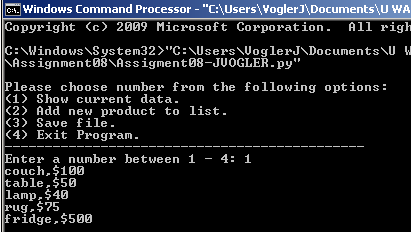 Windows Command Processor - "C:\Users\VoglerJ\Documents\U WA
Copyright (c) 2009 Microsoft Corporation.  All righ
C:\Windows\System32>"C:\Users\VoglerJ\Documents\U W
\Assignment08\Assigment08-JVOGLER.py"
Please choose number from the following options:
(1) Show current data.
(2) Add new product to list.
(3) Save file.
(4) Exit Program.
--------------------------------------------------
Enter a number between 1 - 4: 1
couch,$100
table,$50
lamp,$40
rug,$75
fridge,$500